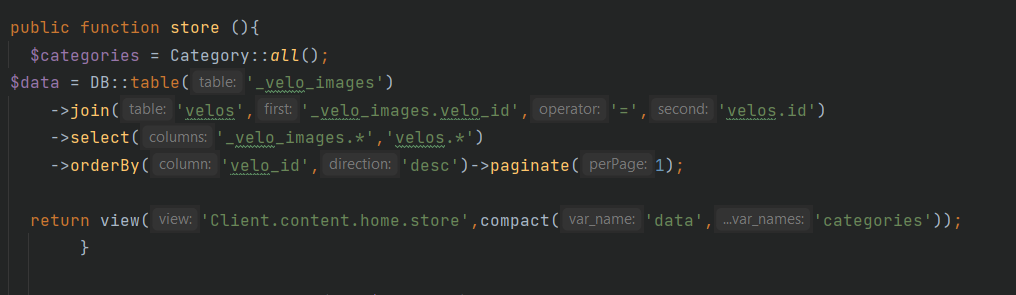 public function store (){
$categories = Category::all();
$data = DB::table( table: '_velo_images')
->join( table: 'velos', first: '_velo_images.velo_id', operator: '=', second: 'velos.id')
->select( columns: '_velo_images.*','velos.*')
->orderBy( column: 'velo_id', direction: 'desc')->paginate( perPage: 1);
return view( view: 'Client.content.home.store',compact( var_name: 'data', ...var_names: 'categories'));
}